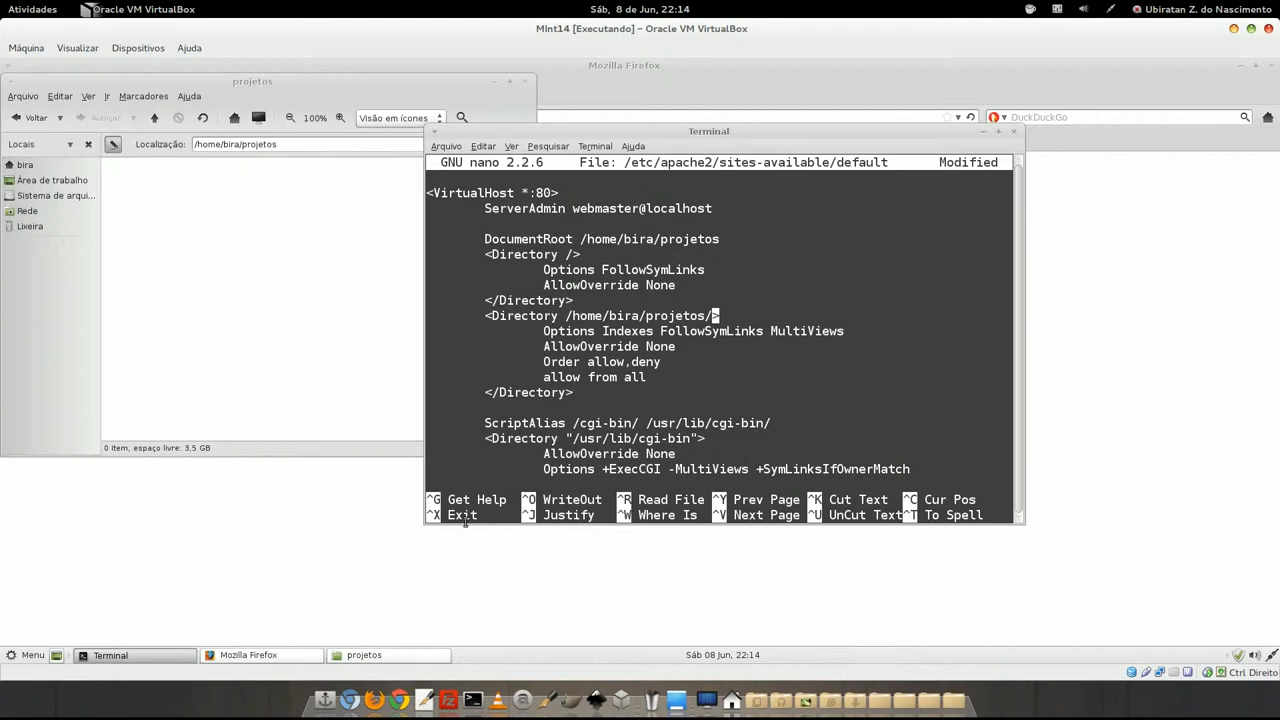 Atividades
Oracle VM VirtualBox
Sáb, 8 de Jun, 22:14
Ubiratan Z. do Nascimento
Mint14 [Executando] – Oracle VM VirtualBox
Máquina Visualizar Dispositivos Ajuda
Mozilla Firefox
projetos
Arquivo Editar Ver Ir Marcadores Ajuda
Voltar Avançar 100% Visão em ícones
DuckDuckGo
Locais
Localização: /home/bira/projetos
bira
Área de trabalho
Sistema de arqui...
Rede
Lixeira
0 item, espaço livre: 3,5 GB
Terminal
Arquivo Editar Ver Pesquisar Terminal Ajuda
GNU nano 2.2.6 File: /etc/apache2/sites-available/default Modified
<VirtualHost *:80>
ServerAdmin webmaster@localhost
DocumentRoot /home/bira/projetos
<Directory />
Options FollowSymLinks
AllowOverride None
</Directory>
<Directory /home/bira/projetos/>
Options Indexes FollowSymLinks MultiViews
AllowOverride None
Order allow,deny
allow from all
</Directory>
ScriptAlias /cgi-bin/ /usr/lib/cgi-bin/
<Directory "/usr/lib/cgi-bin">
AllowOverride None
Options +ExecCGI -MultiViews +SymLinksIfOwnerMatch
^G Get Help ^O WriteOut ^R Read File ^Y Prev Page ^K Cut Text ^C Cur Pos
^X Exit ^J Justify ^W Where Is ^V Next Page ^U UnCut Text ^T To Spell
Menu Terminal Mozilla Firefox projetos Sáb 08 Jun, 22:14
Ctrl Direito